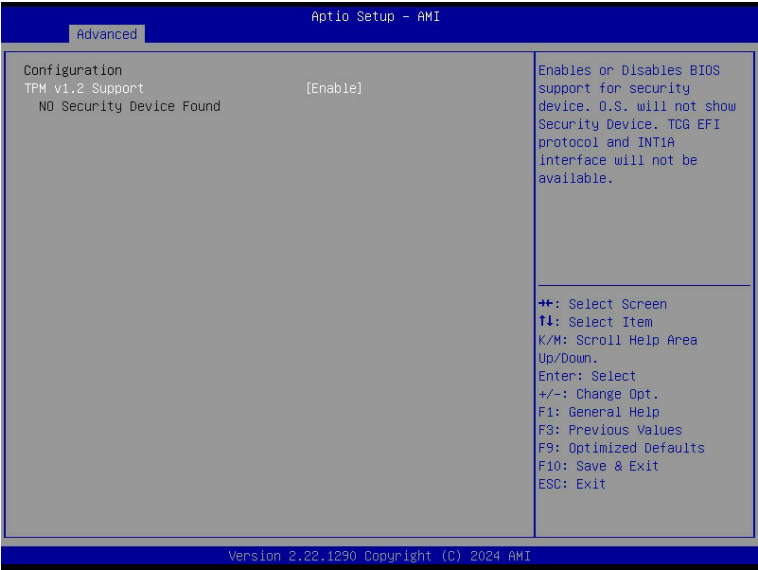 Aptio Setup – AMI
Advanced
Configuration
TPM v1.2 Support [Enable]
NO Security Device Found
Enables or Disables BIOS
support for security
device. O.S. will not show
Security Device. TCG EFI
protocol and INT1A
interface will not be
available.
→←: Select Screen
↑↓: Select Item
K/M: Scroll Help Area
Up/Down.
Enter: Select
+/-: Change Opt.
F1: General Help
F3: Previous Values
F9: Optimized Defaults
F10: Save & Exit
ESC: Exit
Version 2.22.1290 Copyright (C) 2024 AMI